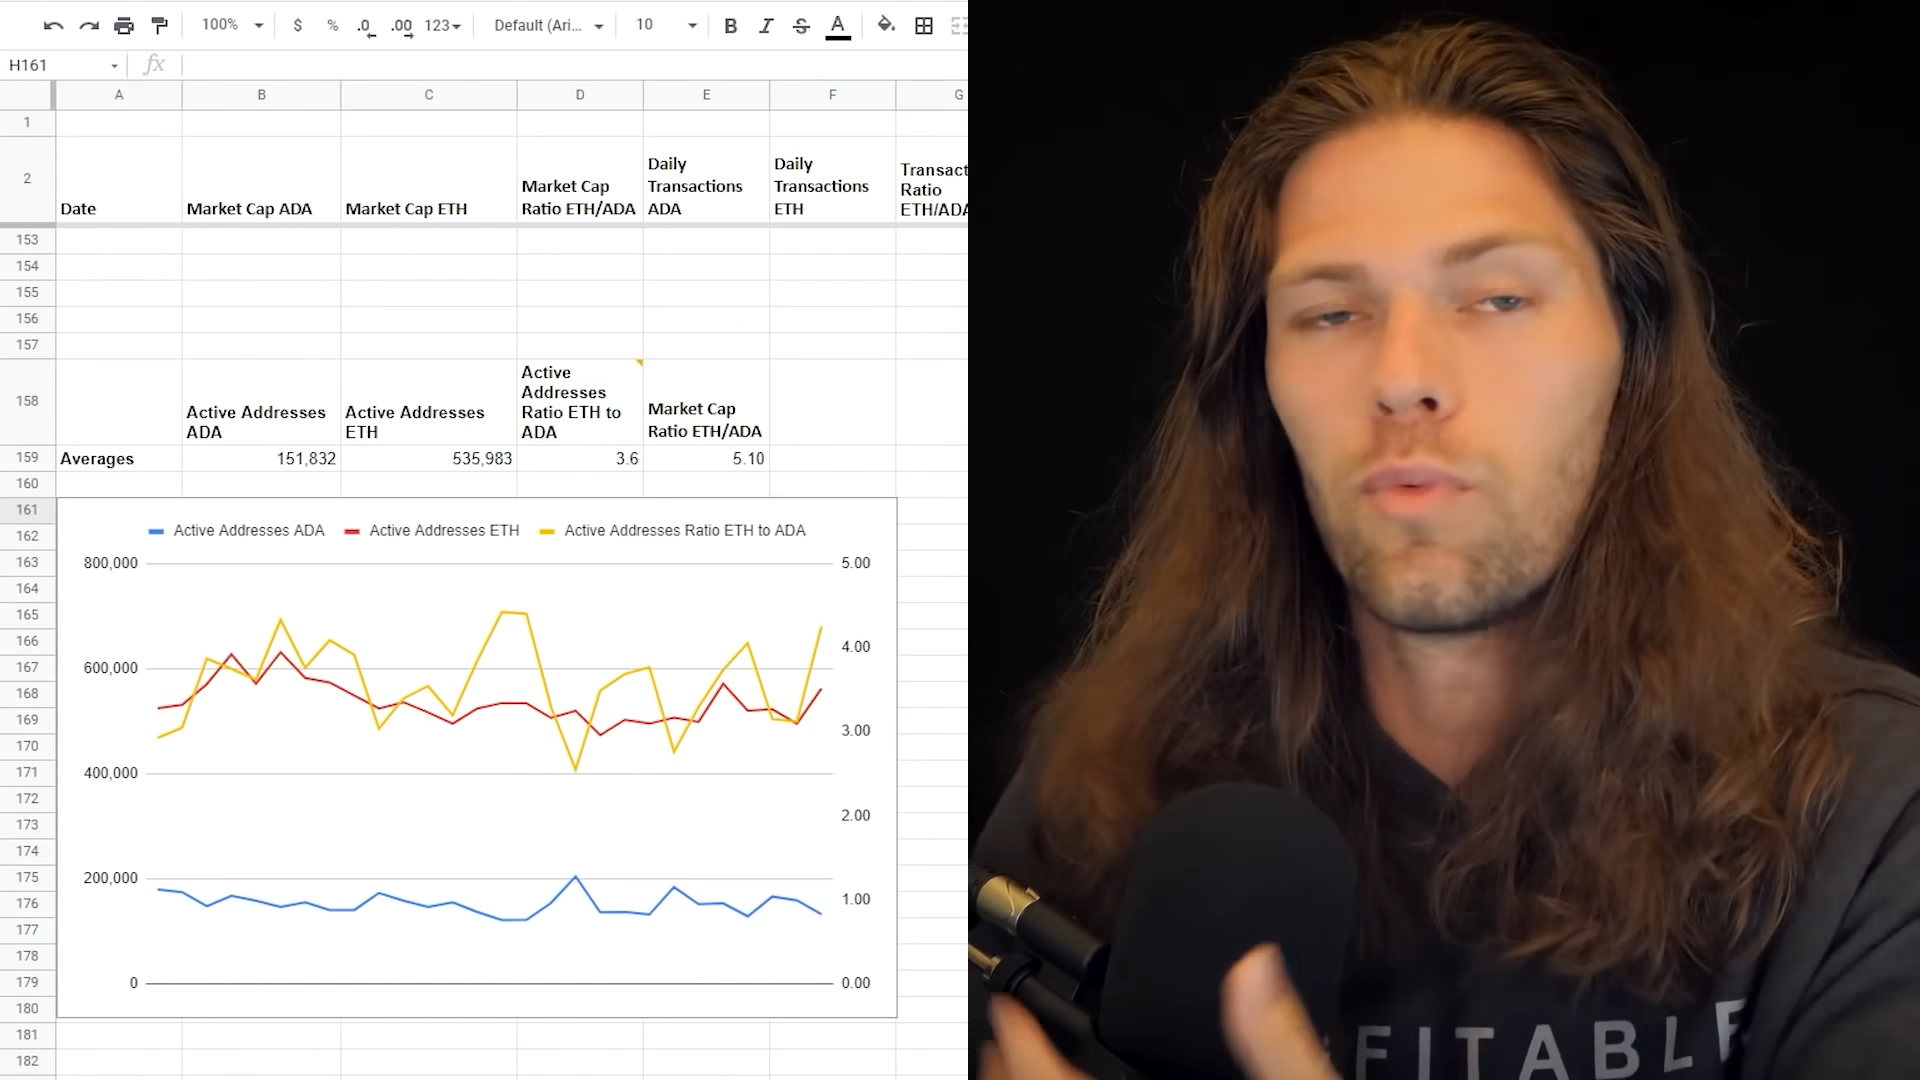 100%
$
%
.0
.00
123
Default (Ari...
10
B
I
S
A
H161
fx
A
B
C
D
E
F
G
1
2
Date
Market Cap ADA
Market Cap ETH
Market Cap
Ratio ETH/ADA
Daily
Transactions
ADA
Daily
Transactions
ETH
Transact
Ratio
ETH/ADA
153
154
155
156
157
158
Active Addresses
ADA
Active Addresses
ETH
Active
Addresses
Ratio ETH to
ADA
Market Cap
Ratio ETH/ADA
159
Averages
151,832
535,983
3.6
5.10
160
161
162
163
164
165
166
167
168
169
170
171
172
173
174
175
176
177
178
179
180
181
182
Active Addresses ADA
Active Addresses ETH
Active Addresses Ratio ETH to ADA
800,000
600,000
400,000
200,000
0
5.00
4.00
3.00
2.00
1.00
0.00
FITABLE